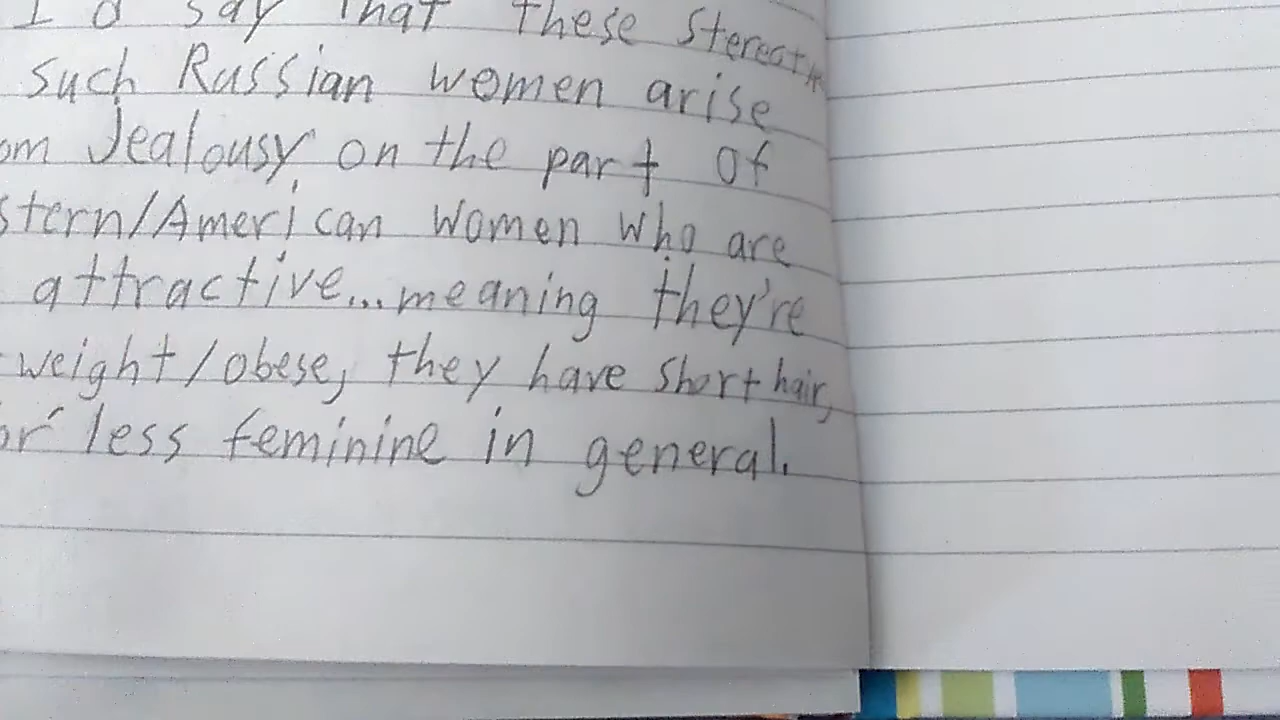 I'd say that these
such Russian women arise
om Jealousy on the part of
stern/American women who are
attractive...meaning they're
weight/obese, they have short hair,
or less feminine in general.